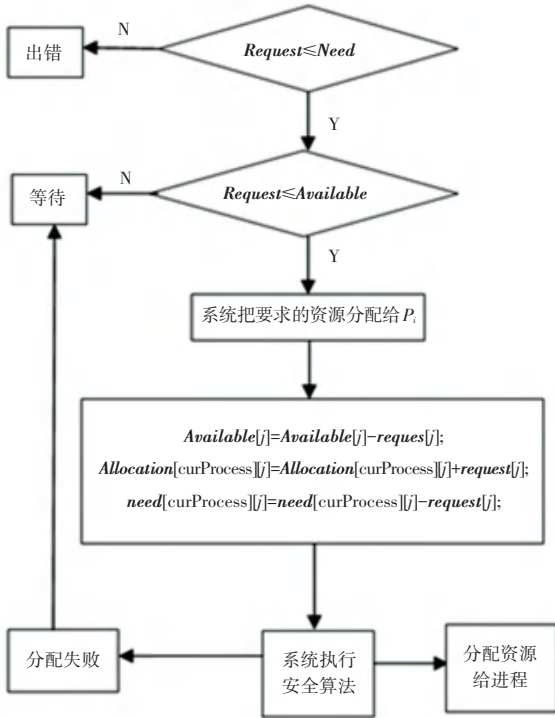 N
出错
Request≤Need
Y
N
等待
Request≤Available
Y
系统把要求的资源分配给Pi
Available[j]=Available[j]-reques[j];
Allocation[curProcess][j]=Allocation[curProcess][j]+request[j];
need[curProcess][j]=need[curProcess][j]-request[j];
分配失败
系统执行
安全算法
分配资源
给进程